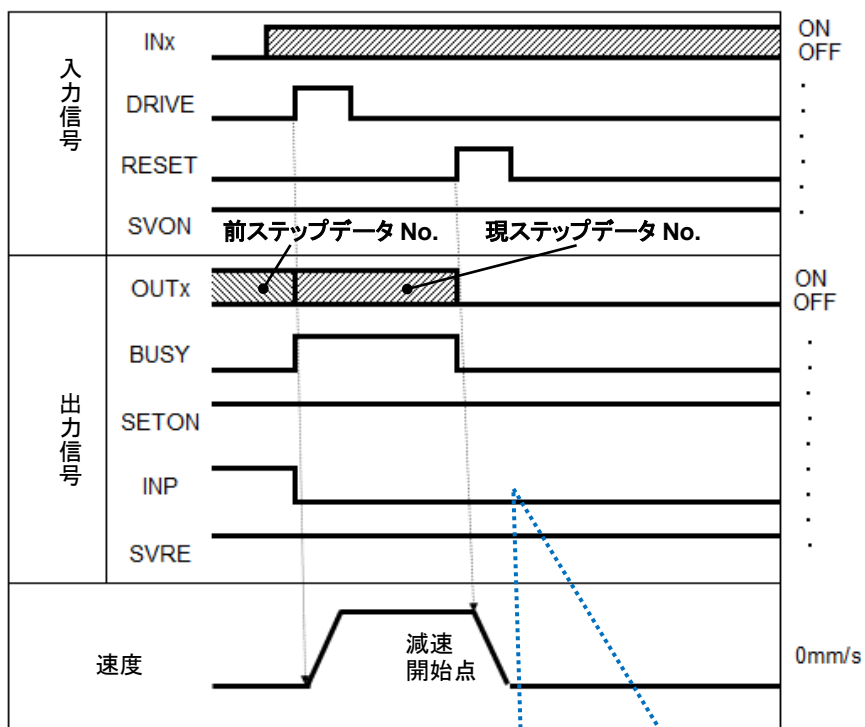 入力信号
INx
ON
OFF
DRIVE
RESET
SVON
前ステップデータ No.
現ステップデータ No.
出力信号
OUTx
ON
OFF
BUSY
SETON
INP
SVRE
速度
減速
開始点
0mm/s